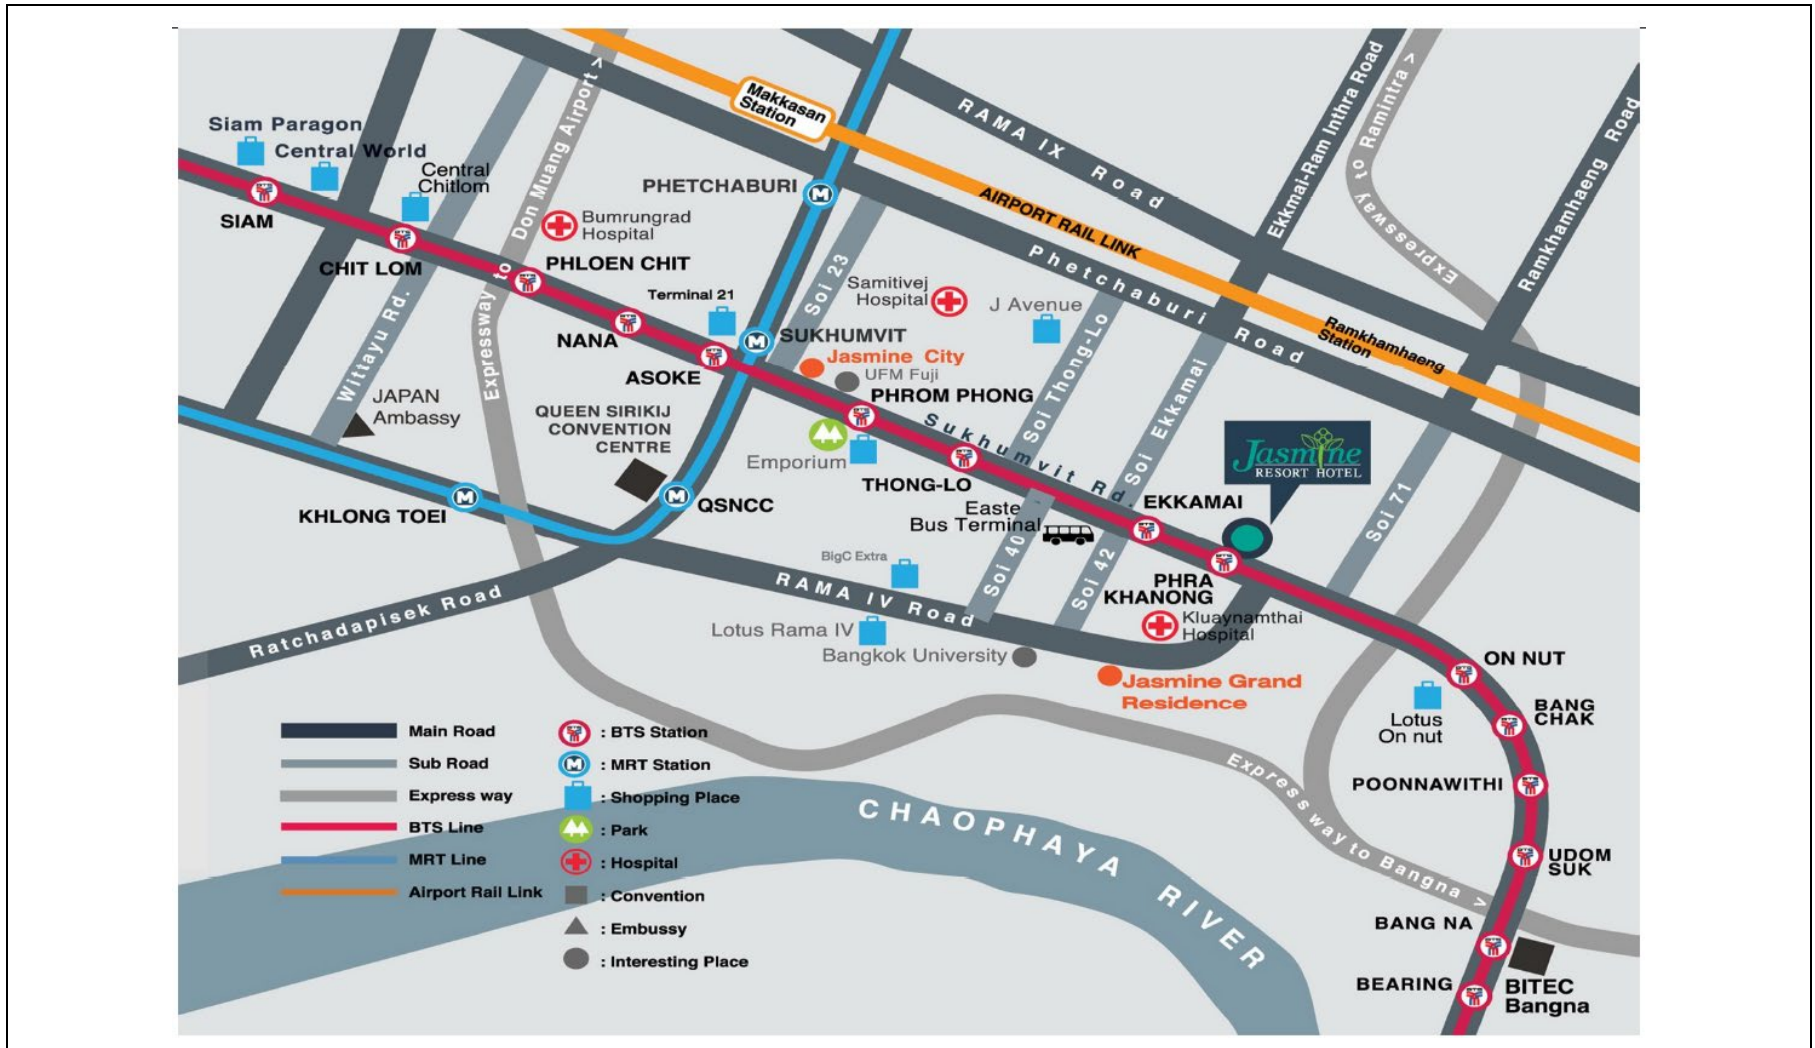 Don Muang Airport >
Expressway to
Makkasan
Station
RAMA IX Road
Ekkmai-Ram Inthra Road
Expressway to Ramintra >
Ramkhamhaeng Road
Siam Paragon
Central World
Central
Chitlom
SIAM
CHIT LOM
Bumrungrad
Hospital
PHETCHABURI
AIRPORT RAIL LINK
Phetchaburi Road
PHLOEN CHIT
Soi 23
Samitivej
Hospital
J Avenue
Terminal 21
Ramkhamhaeng
Station
NANA
SUKHUMVIT
Jasmine City
UFM Fuji
ASOKE
PHROM PHONG
Wittayu Rd.
JAPAN
Ambassy
QUEEN SIRIKIJ
CONVENTION
CENTRE
Sukhumvit Rd.
Soi Thong-Lo
Soi Ekkamai
Jasmine
RESORT HOTEL
Emporium
THONG-LO
EKKAMAI
Soi 71
KHLONG TOEI
QSNCC
Easte
Bus Terminal
Soi 40
Soi 42
BigC Extra
PHRA
KHANONG
RAMA IV Road
Ratchadapisek Road
Kluaynamthai
Hospital
Lotus Rama IV
Bangkok University
ON NUT
Jasmine Grand
Residence
BANG
CHAK
Lotus
On nut
Main Road
Sub Road
Express way
BTS Line
MRT Line
Airport Rail Link
M
: BTS Station
: MRT Station
: Shopping Place
: Park
: Hospital
: Convention
: Embussy
: Interesting Place
Express way to Bangna >
POONNAWITHI
CHAOPHAYA RIVER
UDOM
SUK
BANG NA
BEARING
BITEC
Bangna